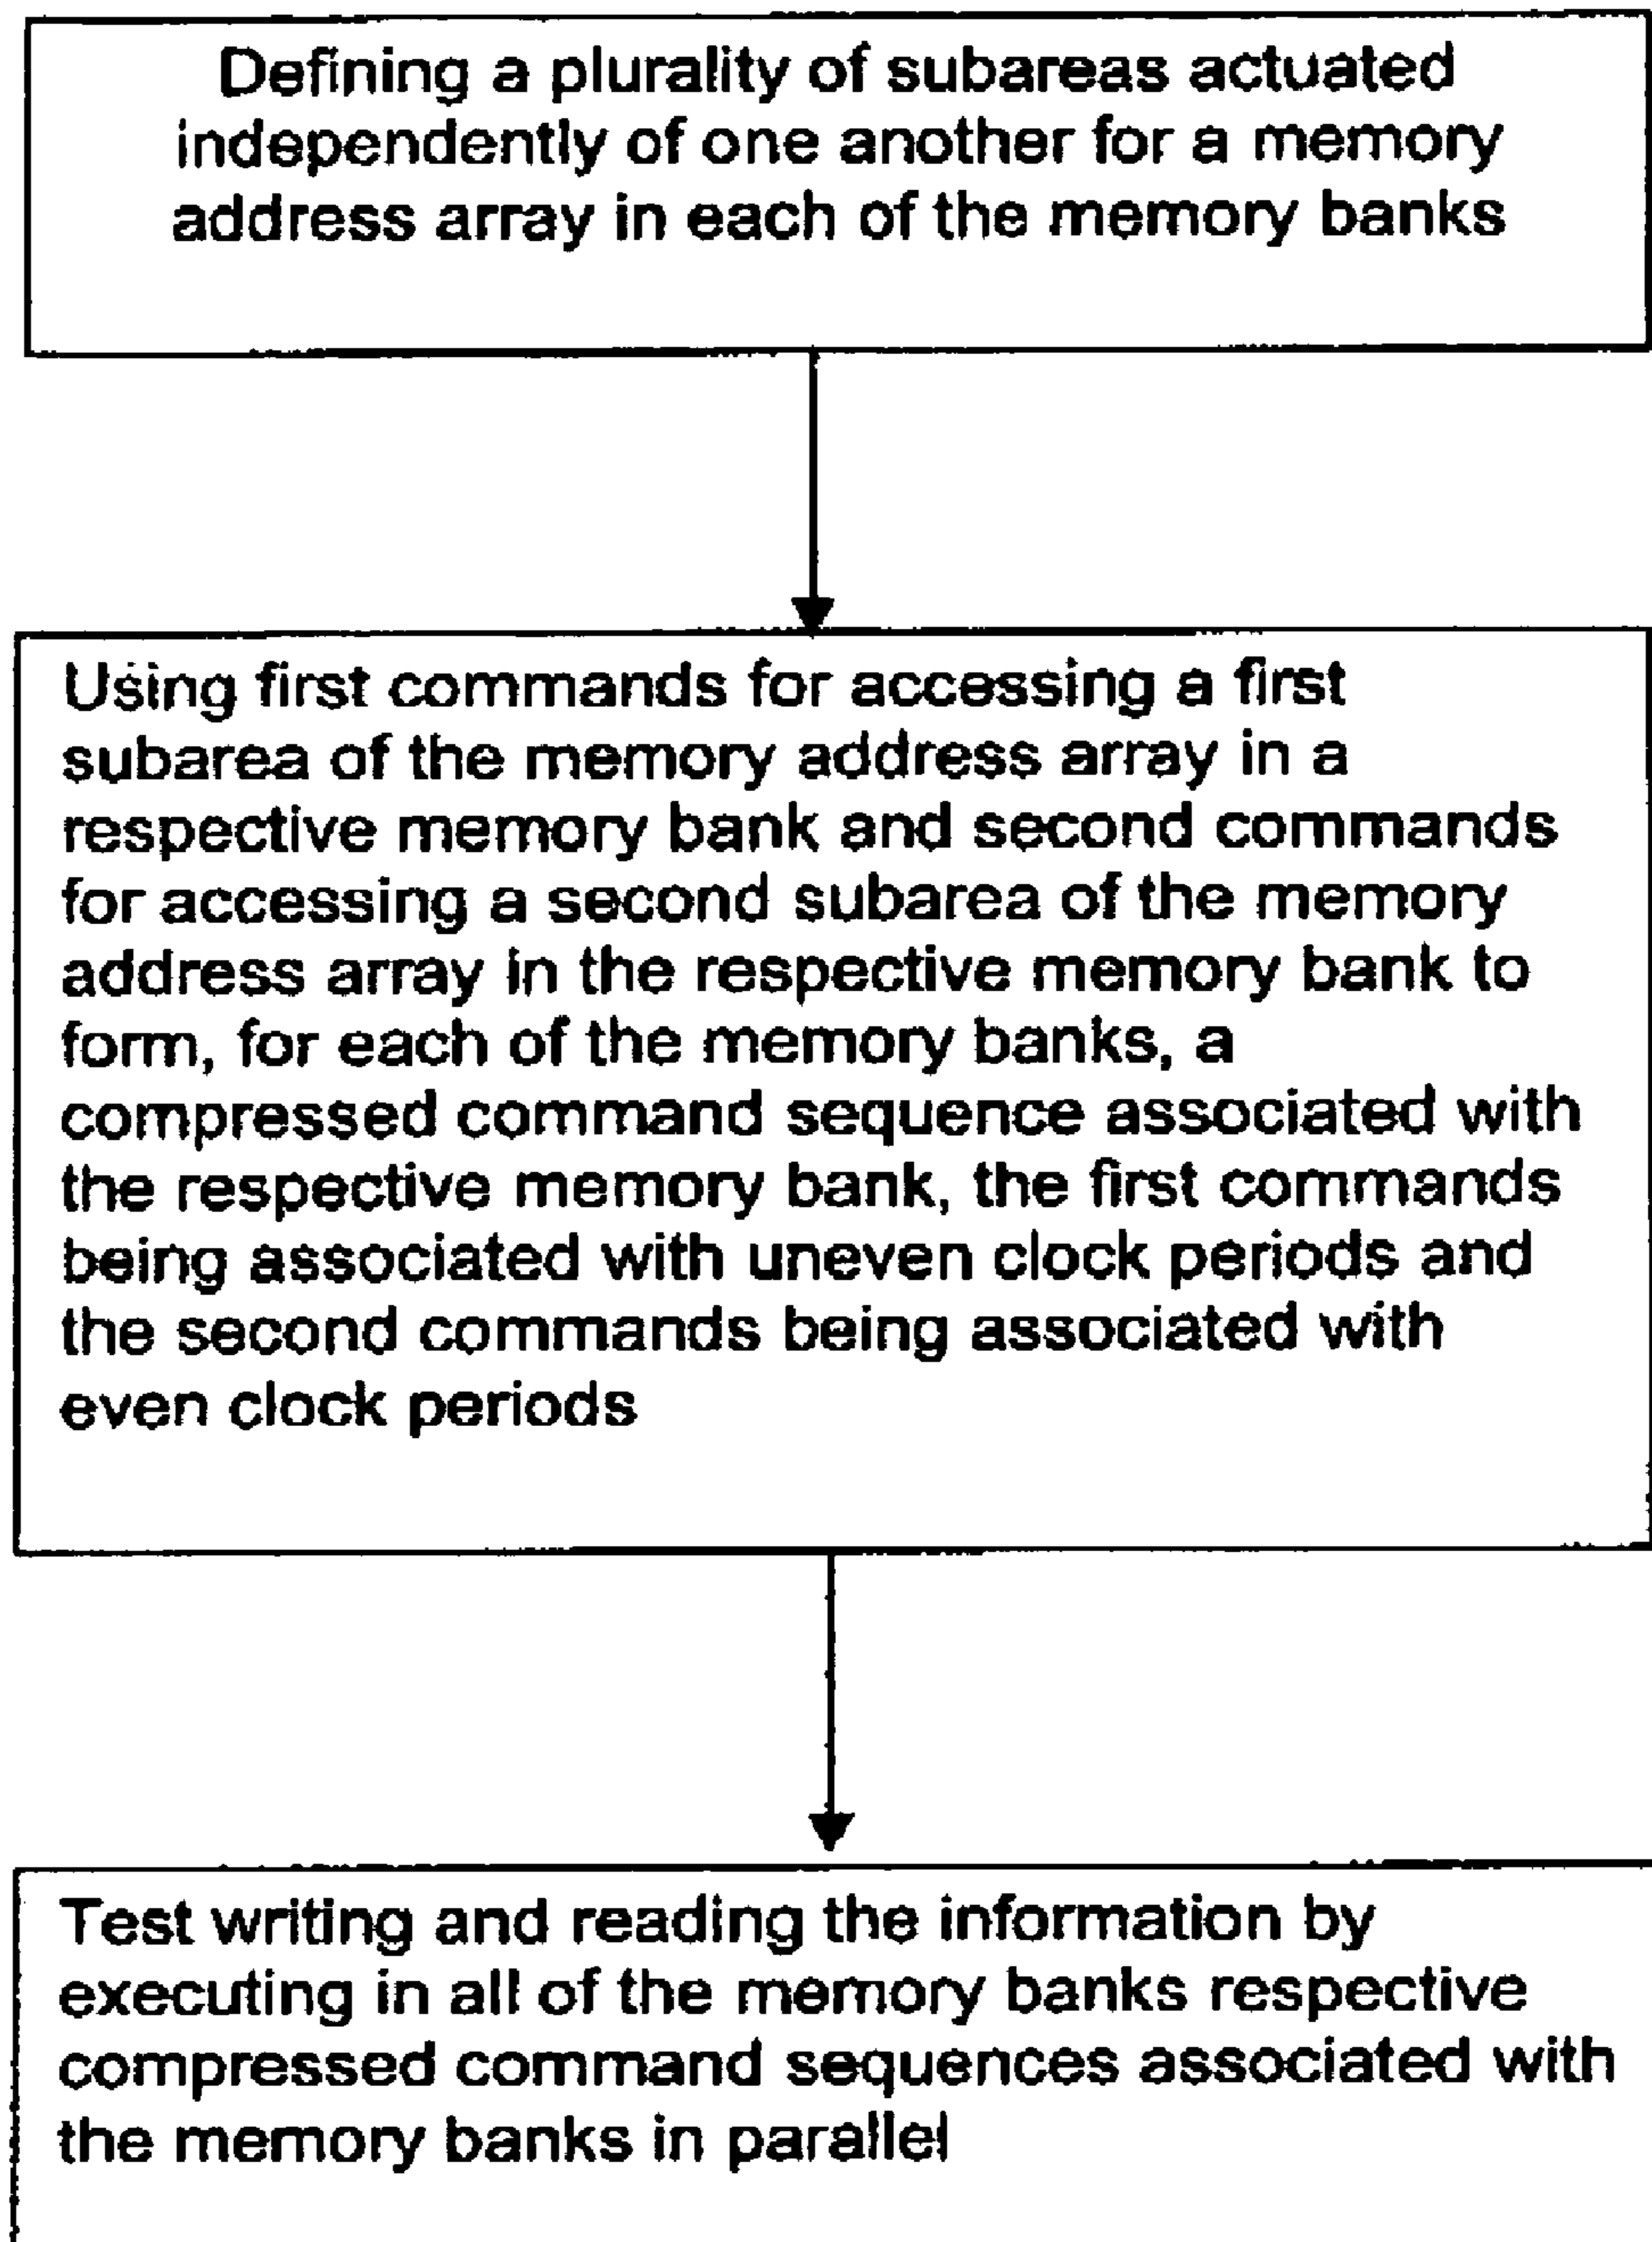 Defining a plurality of subareas actuated
independently of one another for a memory
address array in each of the memory banks
Using first commands for accessing a first
subarea of the memory address array in a
respective memory bank and second commands
for accessing a second subarea of the memory
address array in the respective memory bank to
form, for each of the memory banks, a
compressed command sequence associated with
the respective memory bank, the first commands
being associated with uneven clock periods and
the second commands being associated with
even clock periods
Test writing and reading the information by
executing in all of the memory banks respective
compressed command sequences associated with
the memory banks in parallel